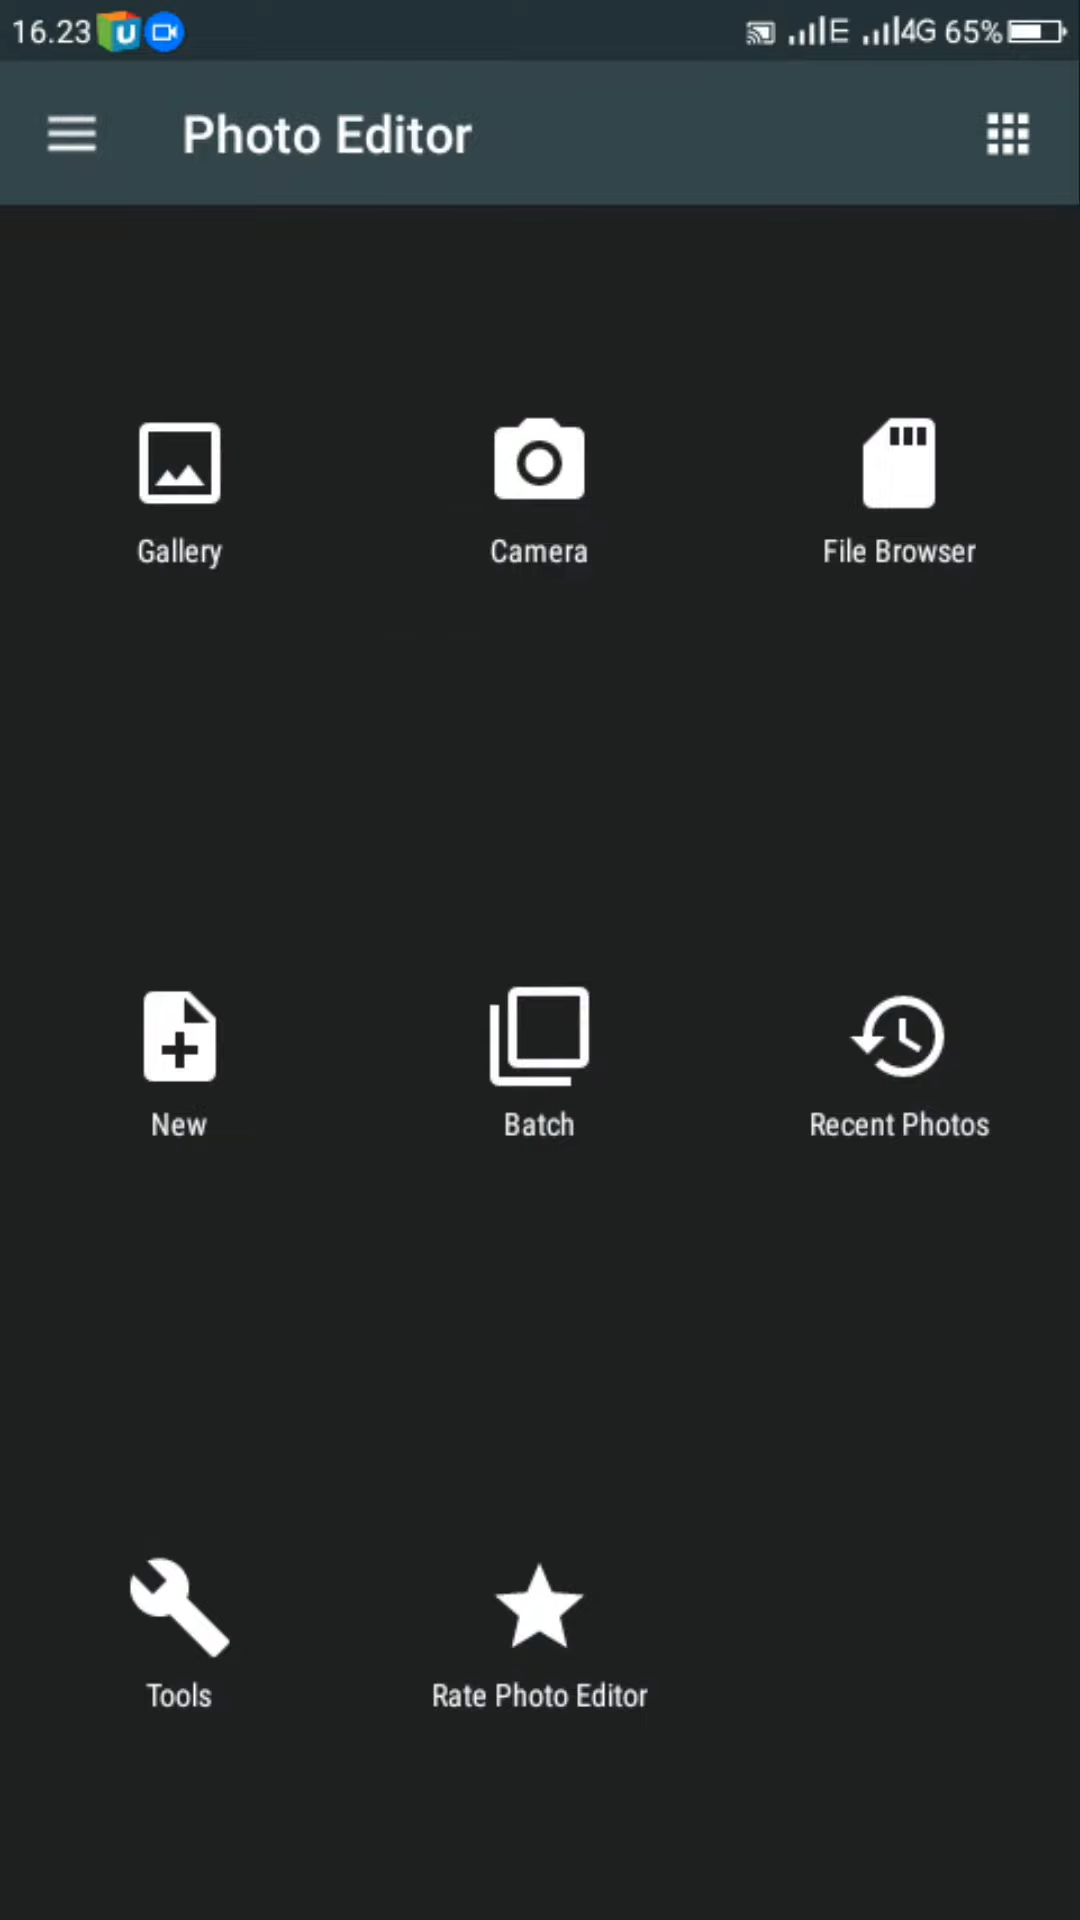 16.23 U E 4G 65%
Photo Editor
Gallery Camera File Browser
New Batch Recent Photos
Tools Rate Photo Editor